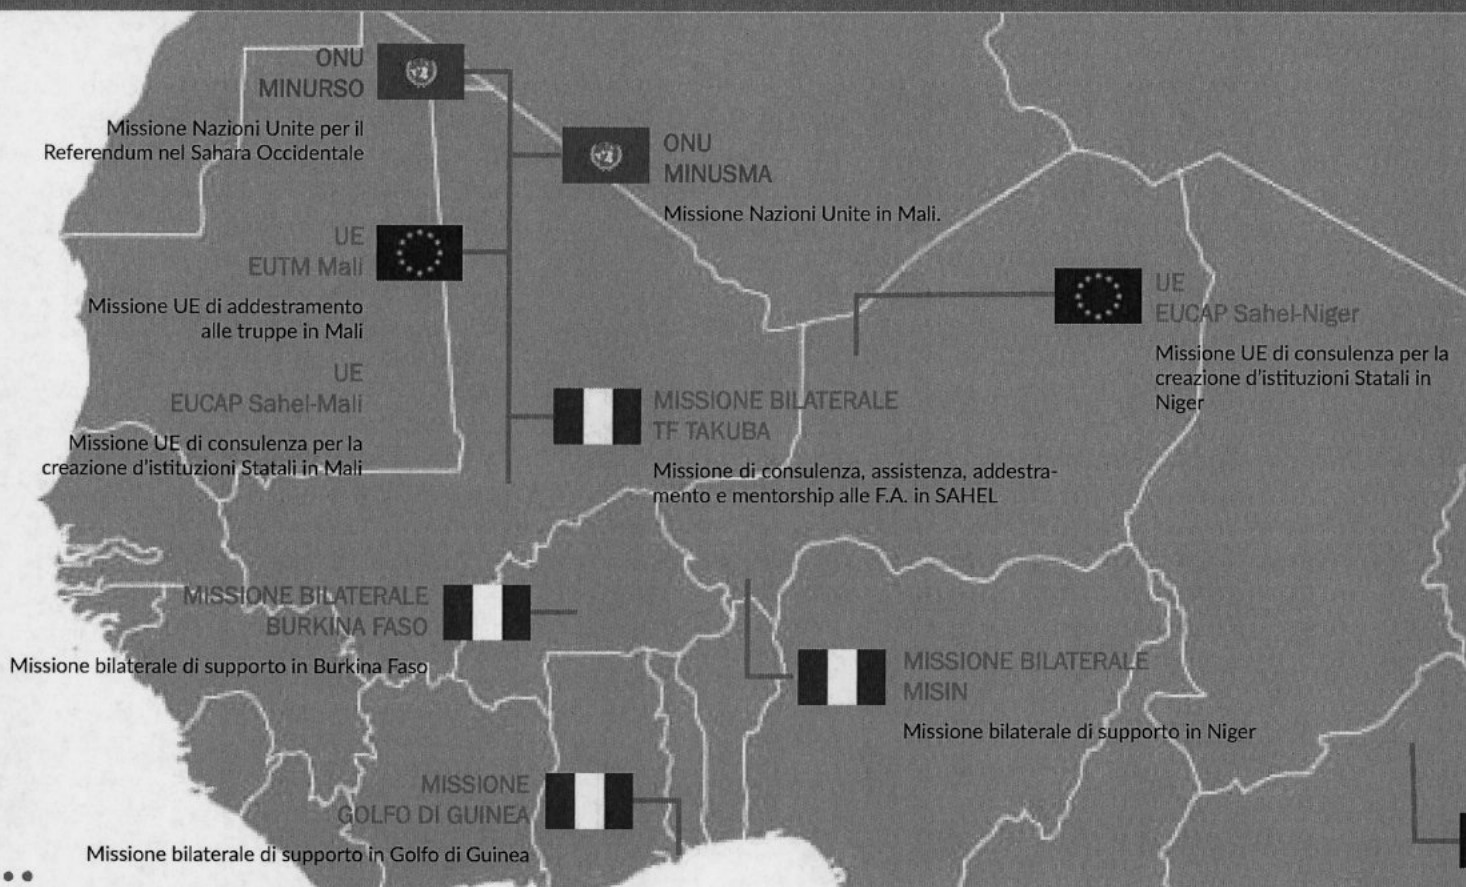 ONU
MINURSO
Missione Nazioni Unite per il
Referendum nel Sahara Occidentale
ONU
MINUSMA
Missione Nazioni Unite in Mali.
UE
EUTM Mali
Missione UE di addestramento
alle truppe in Mali
UE
EUCAP Sahel-Mali
Missione UE di consulenza per la
creazione d'istituzioni Statali in Mali
UE
EUCAP Sahel-Niger
Missione UE di consulenza per la
creazione d'istituzioni Statali in
Niger
MISSIONE BILATERALE
TF TAKUBA
Missione di consulenza, assistenza, addestra-
mento e mentorship alle F.A. in SAHEL
MISSIONE BILATERALE
BURKINA FASO
Missione bilaterale di supporto in Burkina Faso
MISSIONE BILATERALE
MISIN
Missione bilaterale di supporto in Niger
MISSIONE
GOLFO DI GUINEA
Missione bilaterale di supporto in Golfo di Guinea